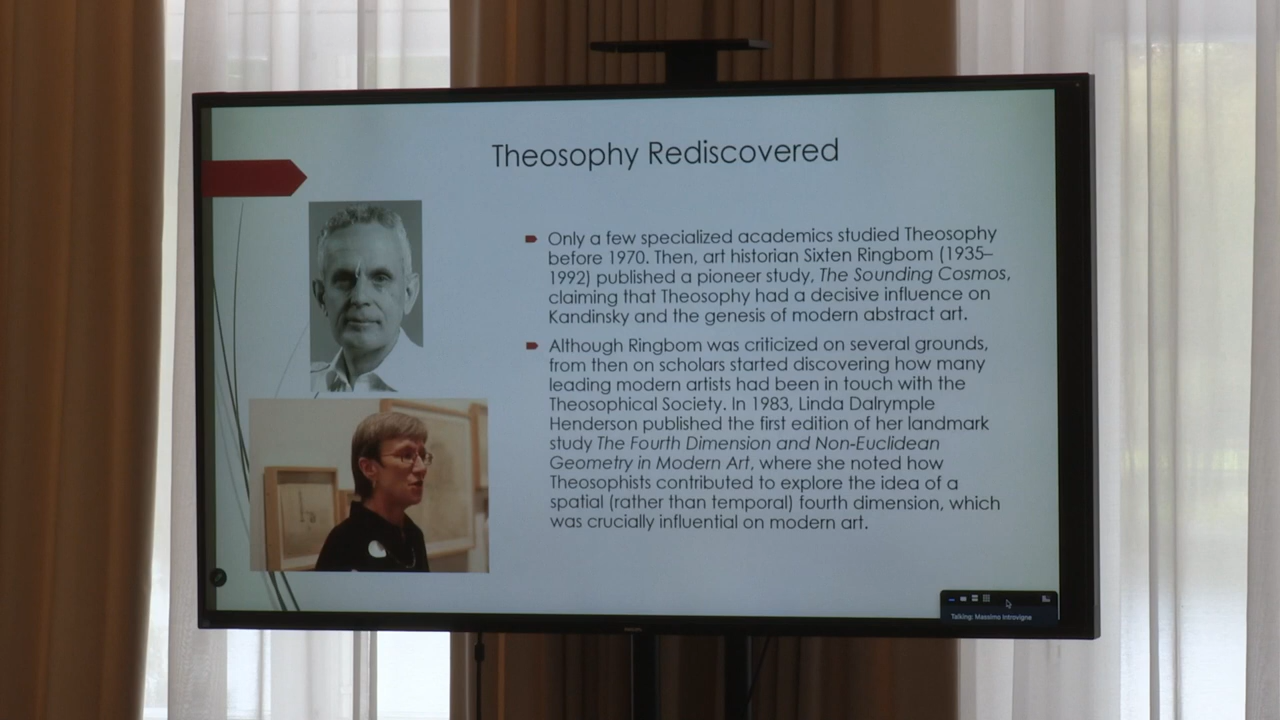 Theosophy Rediscovered
Only a few specialized academics studied Theosophy
before 1970. Then, art historian Sixten Ringbom (1935–
1992) published a pioneer study, The Sounding Cosmos,
claiming that Theosophy had a decisive influence on
Kandinsky and the genesis of modern abstract art.
Although Ringbom was criticized on several grounds,
from then on scholars started discovering how many
leading modern artists had been in touch with the
Theosophical Society. In 1983, Linda Dalrymple
Henderson published the first edition of her landmark
study The Fourth Dimension and Non-Euclidean
Geometry in Modern Art, where she noted how
Theosophists contributed to explore the idea of a
spatial (rather than temporal) fourth dimension, which
was crucially influential on modern art.
Talking: Massimo Introvigne